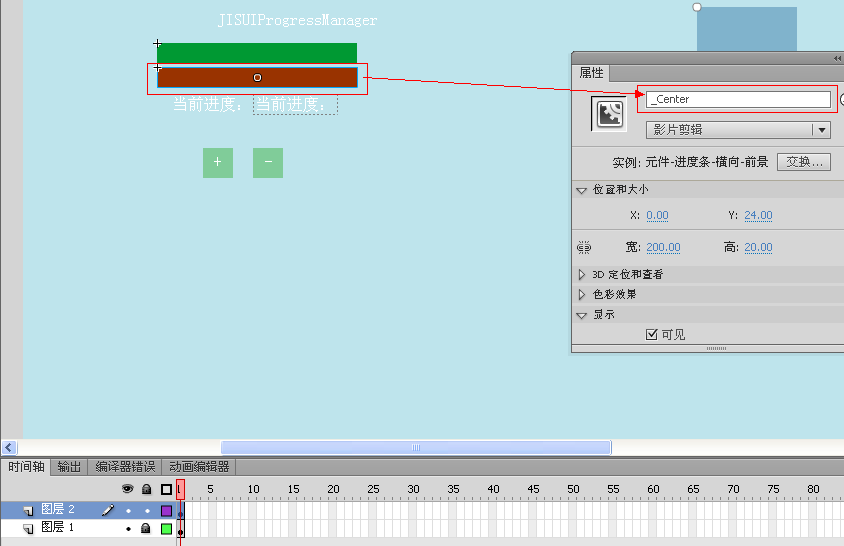 JISUIProgressManager
当前进度: 当前进度:
+ -
属性
_Center
影片剪辑
实例: 元件-进度条-横向-前景 交换...
位置和大小
X: 0.00 Y: 24.00
宽: 200.00 高: 20.00
3D 定位和查看
色彩效果
显示
可见
时间轴 输出 编译器错误 动画编辑器
1 5 10 15 20 25 30 35 40 45 50 55 60 65 70 75 80
图层 2
图层 1